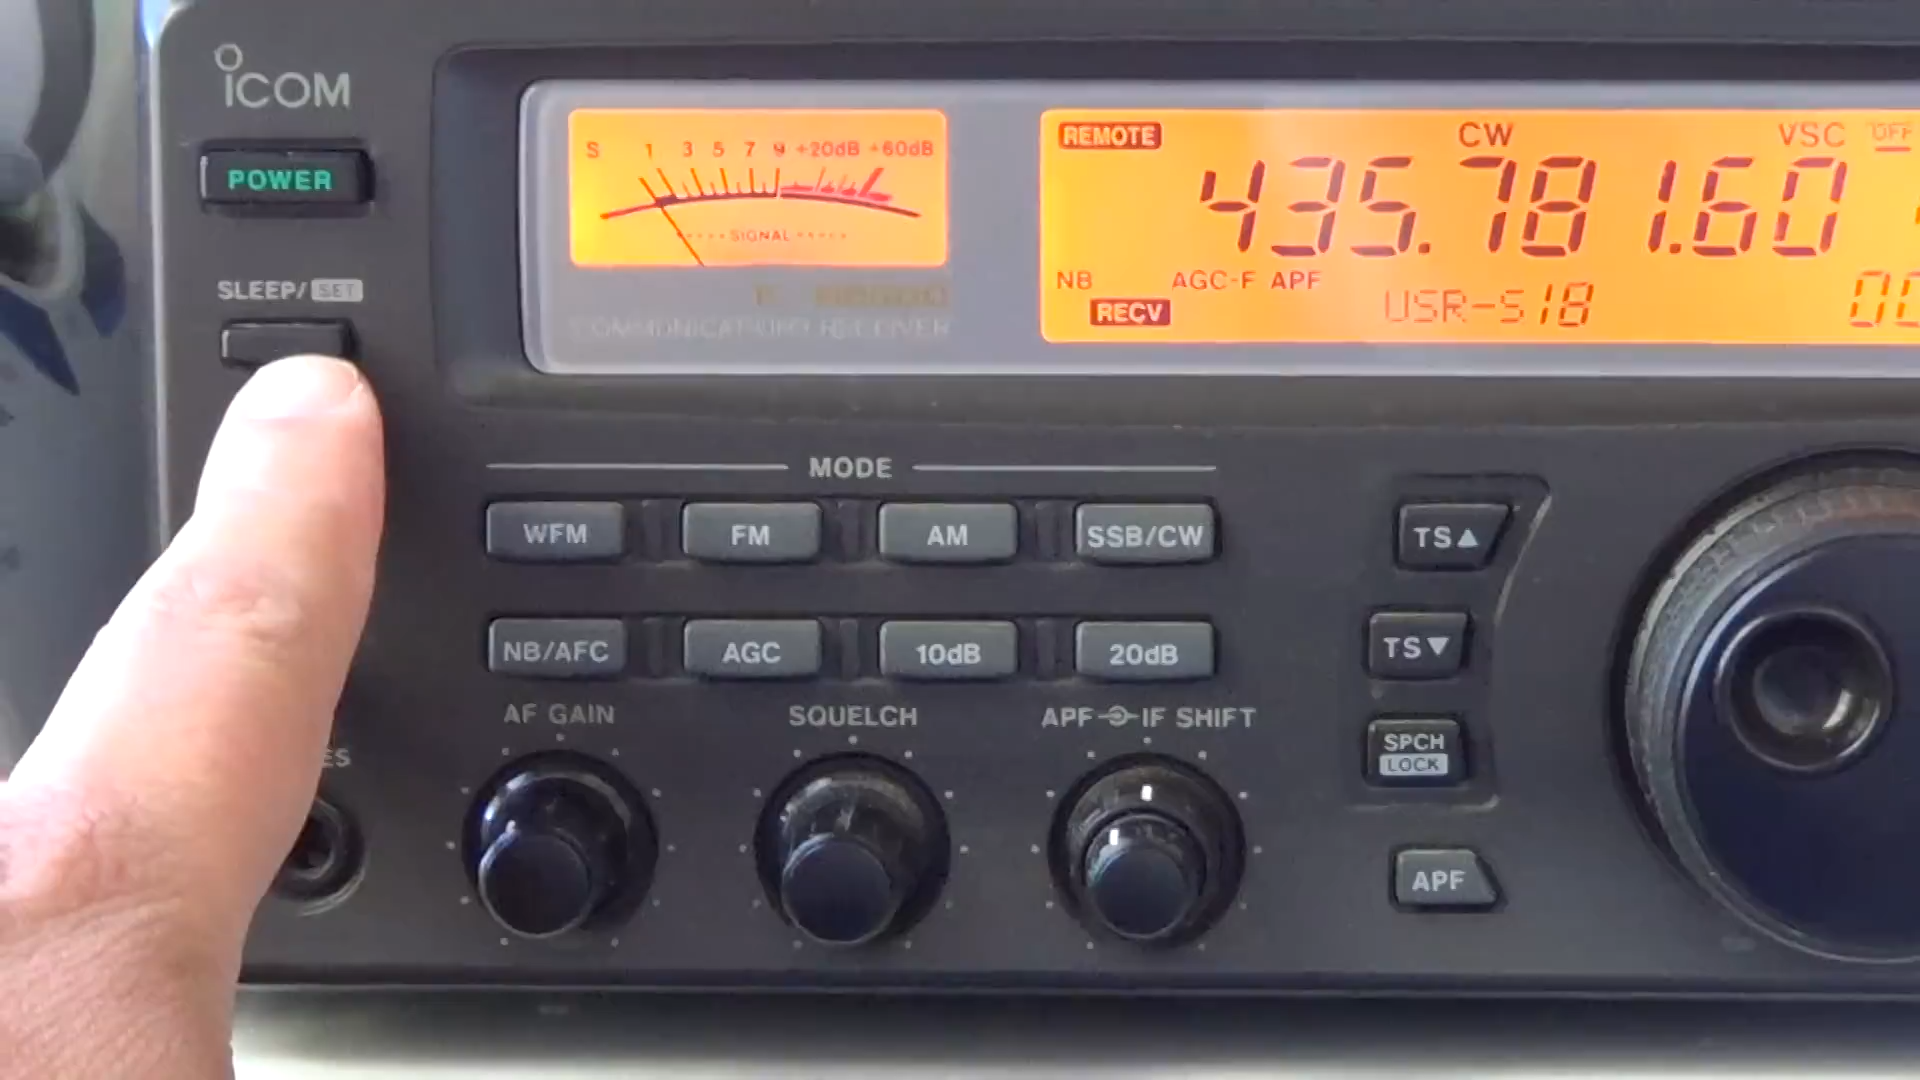 ICOM
POWER
SLEEP/SET
S 1 3 5 7 9 +20dB +60dB
SIGNAL
COMMUNICATIONS RECEIVER
REMOTE CW VSC OFF
435.781.60
NB AGC-F APF
RECV USR-S18
MODE
WFM FM AM SSB/CW
NB/AFC AGC 10dB 20dB
AF GAIN SQUELCH APF IF SHIFT
TS▲
TS▼
SPCH
LOCK
APF